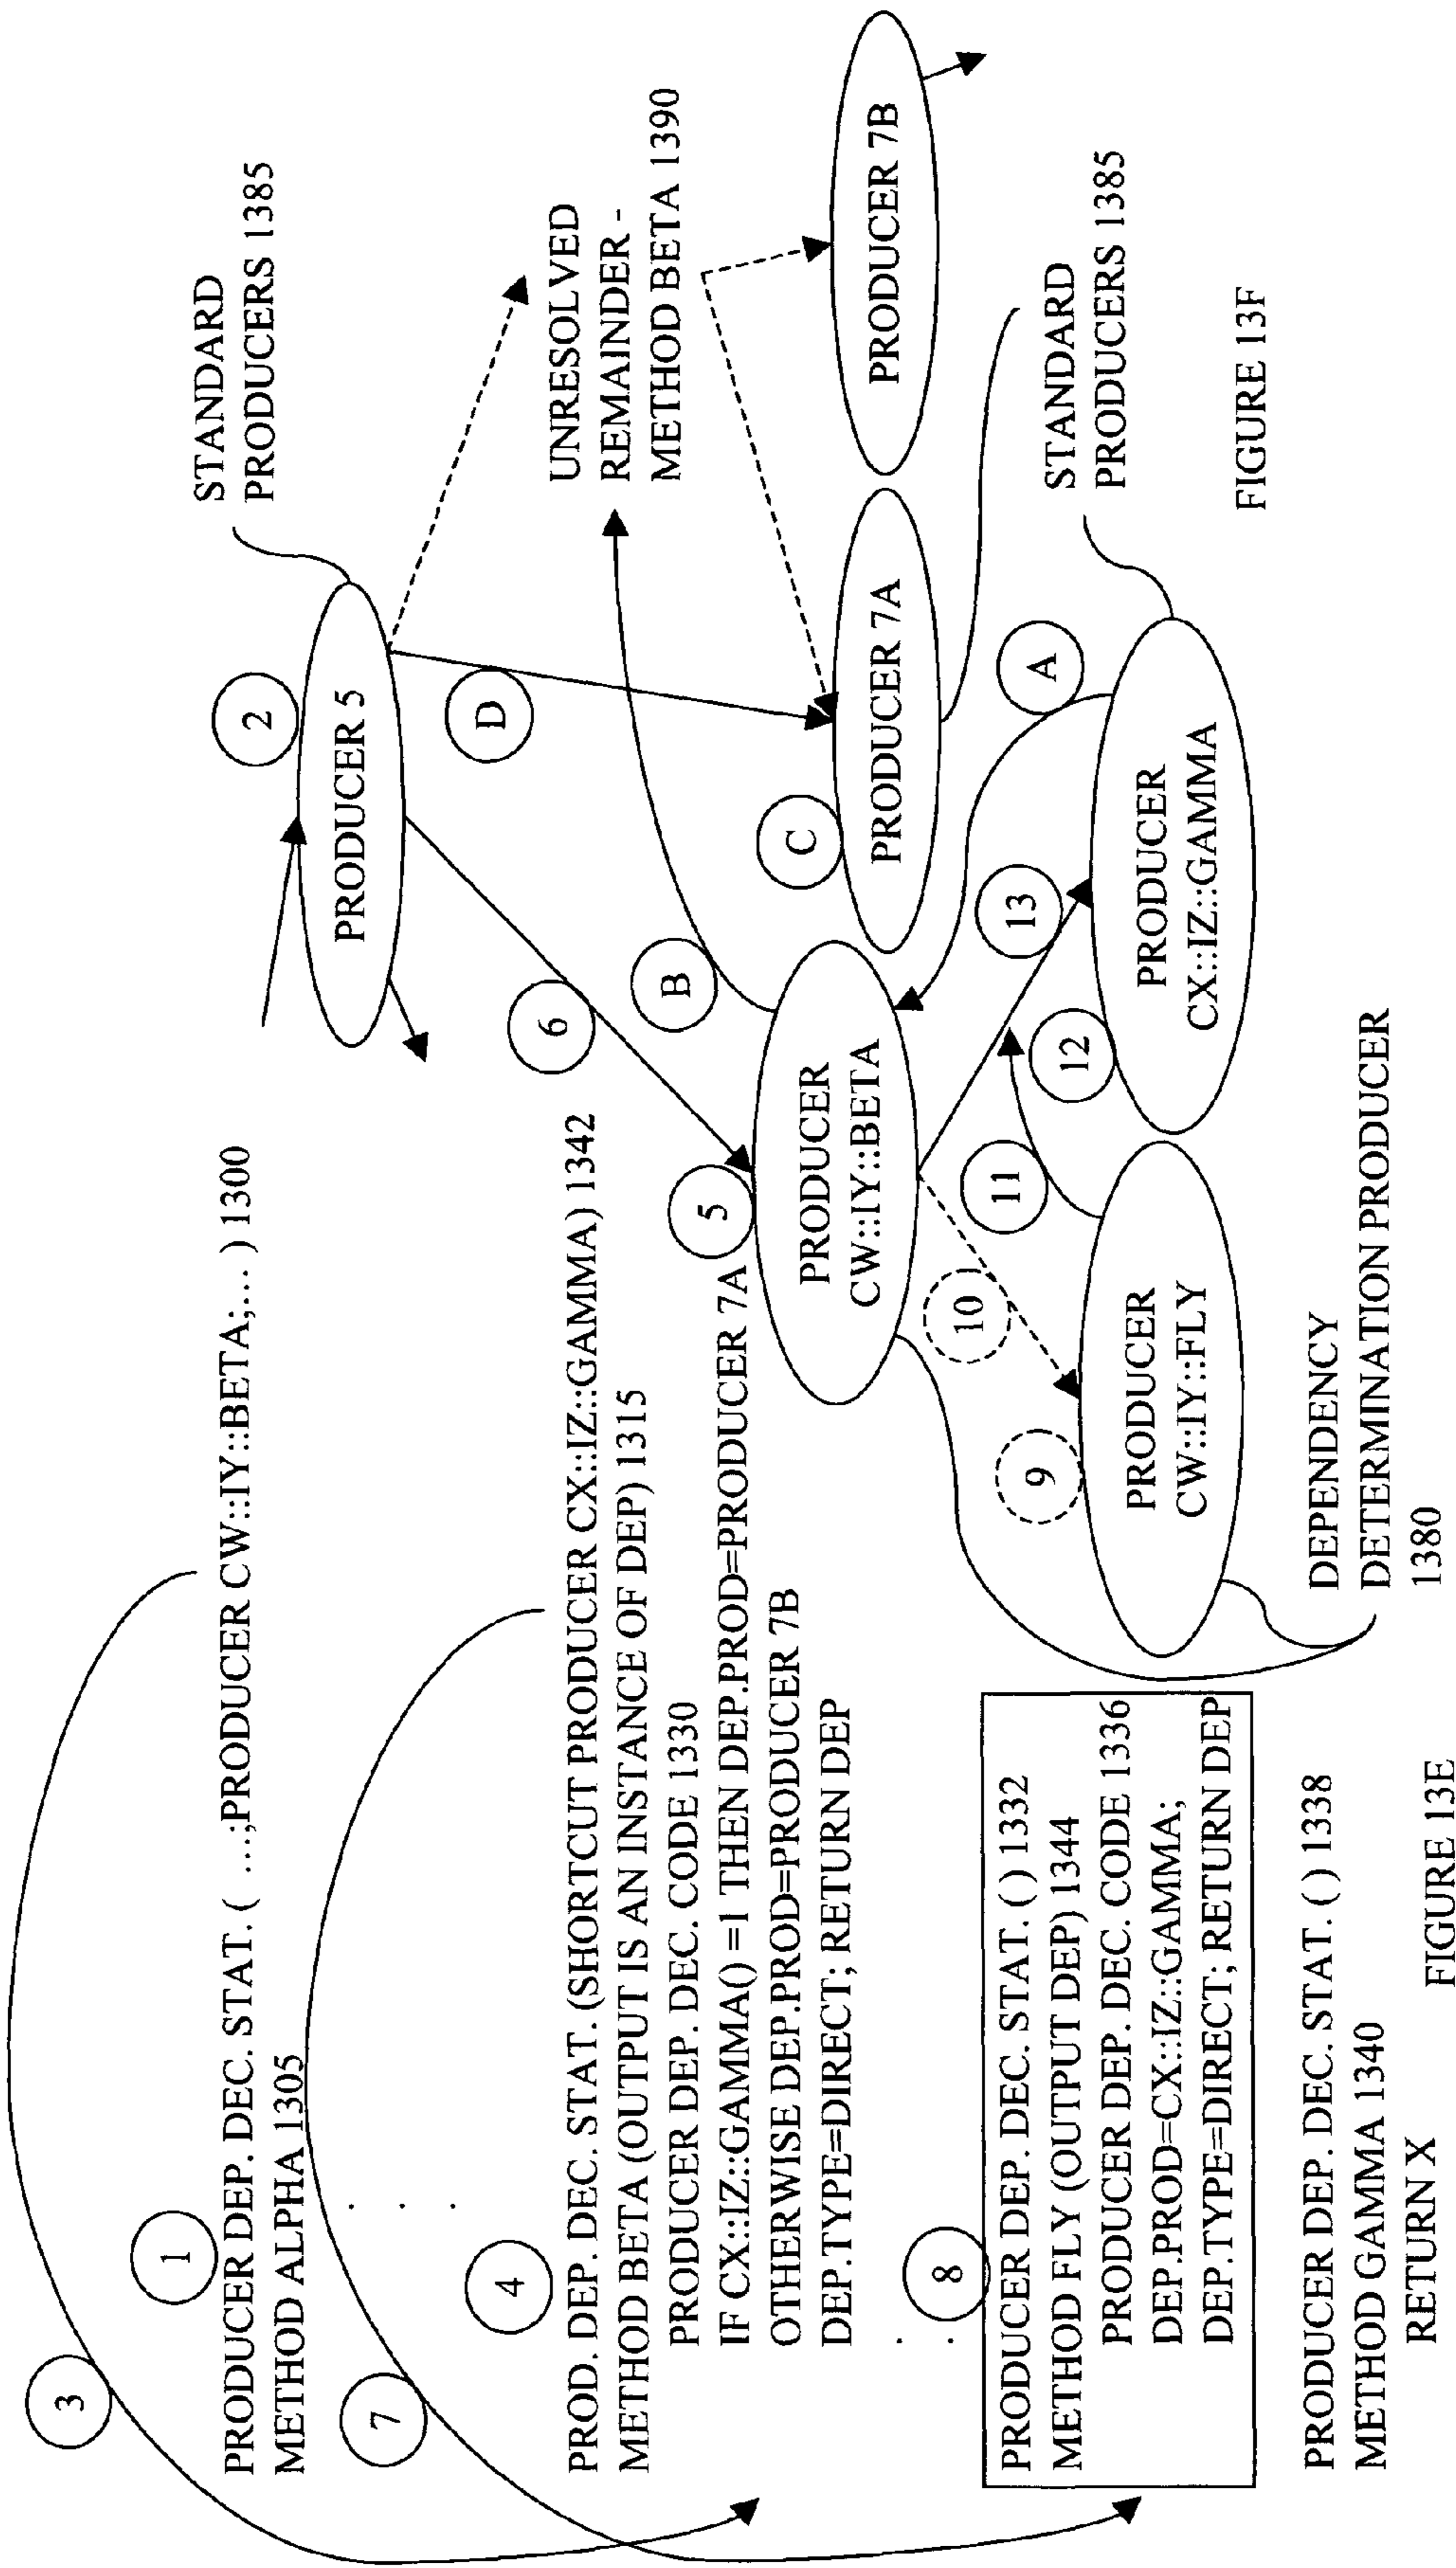 3
1
PRODUCER DEP. DEC. STAT. ( ...;PRODUCER CW::IY::BETA;... ) 1300
METHOD ALPHA 1305
.
.
.
7
4
PROD. DEP. DEC. STAT. (SHORTCUT PRODUCER CX::IZ::GAMMA) 1342
METHOD BETA (OUTPUT IS AN INSTANCE OF DEP) 1315
PRODUCER DEP. DEC. CODE 1330
IF CX::IZ::GAMMA() =1 THEN DEP.PROD=PRODUCER 7A
OTHERWISE DEP.PROD=PRODUCER 7B
DEP.TYPE=DIRECT; RETURN DEP
.
.
8
PRODUCER DEP. DEC. STAT. ( ) 1332
METHOD FLY (OUTPUT DEP) 1344
PRODUCER DEP. DEC. CODE 1336
DEP.PROD=CX::IZ::GAMMA;
DEP.TYPE=DIRECT; RETURN DEP
PRODUCER DEP. DEC. STAT. ( ) 1338
METHOD GAMMA 1340
RETURN X
FIGURE 13E
STANDARD
PRODUCERS 1385
2
PRODUCER 5
D
6
UNRESOLVED
REMAINDER -
METHOD BETA 1390
B
5
PRODUCER
CW::IY::BETA
C
PRODUCER 7A
PRODUCER 7B
10
9
11
13
12
A
PRODUCER
CW::IY::FLY
PRODUCER
CX::IZ::GAMMA
STANDARD
PRODUCERS 1385
DEPENDENCY
DETERMINATION PRODUCER
1380
FIGURE 13F